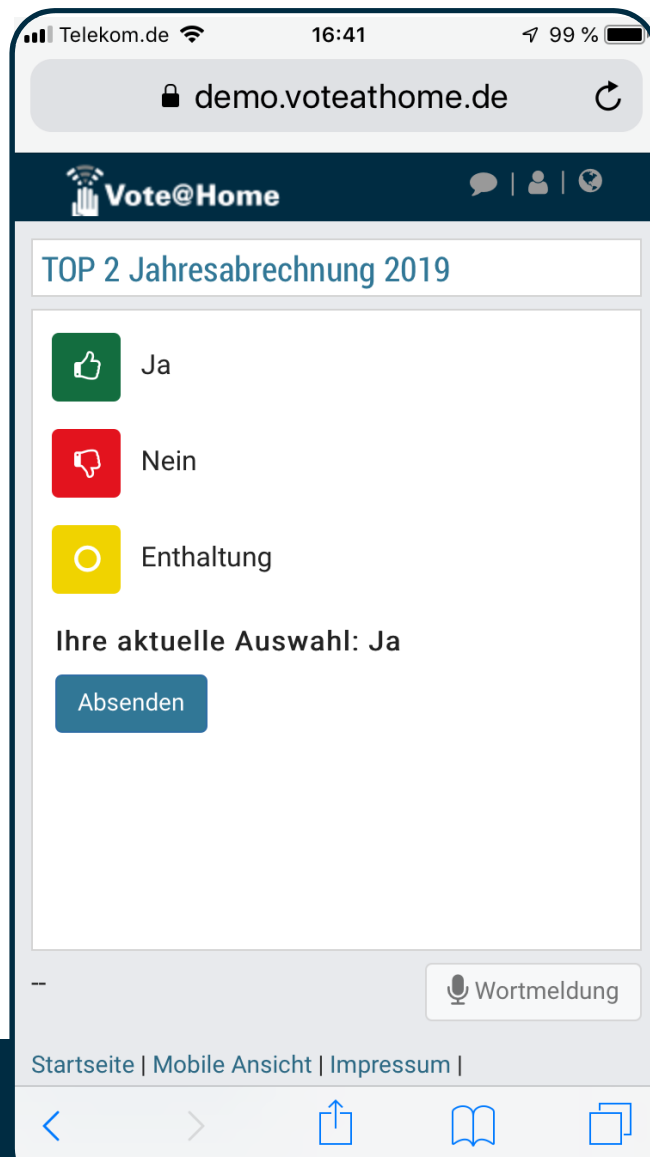 Telekom.de 16:41 99 %
demo.voteathome.de
Vote@Home | |
TOP 2 Jahresabrechnung 2019
Ja
Nein
Enthaltung
Ihre aktuelle Auswahl: Ja
Absenden
--
Wortmeldung
Startseite | Mobile Ansicht | Impressum |